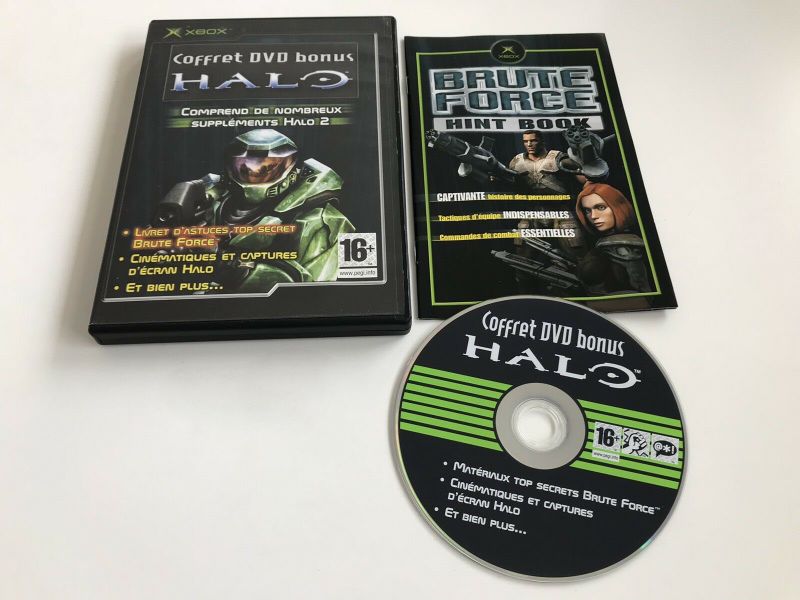 XBOX
Coffret DVD bonus
HALO
COMPREND DE NOMBREUX
SUPPLÉMENTS HALO 2
• LIVRET D'ASTUCES TOP SECRET
BRUTE FORCE
• CINÉMATIQUES ET CAPTURES
D'ÉCRAN HALO
• ET BIEN PLUS...
16+
www.pegi.info
XBOX
BRUTE
FORCE
HINT BOOK
CAPTIVANTE histoire des personnages
Tactiques d'équipe INDISPENSABLES
Commandes de combat ESSENTIELLES
Coffret DVD bonus
HALO™
16+
www.pegi.info
@*!
• MATÉRIAUX TOP SECRETS BRUTE FORCE™
• CINÉMATIQUES ET CAPTURES
D'ÉCRAN HALO
• ET BIEN PLUS...